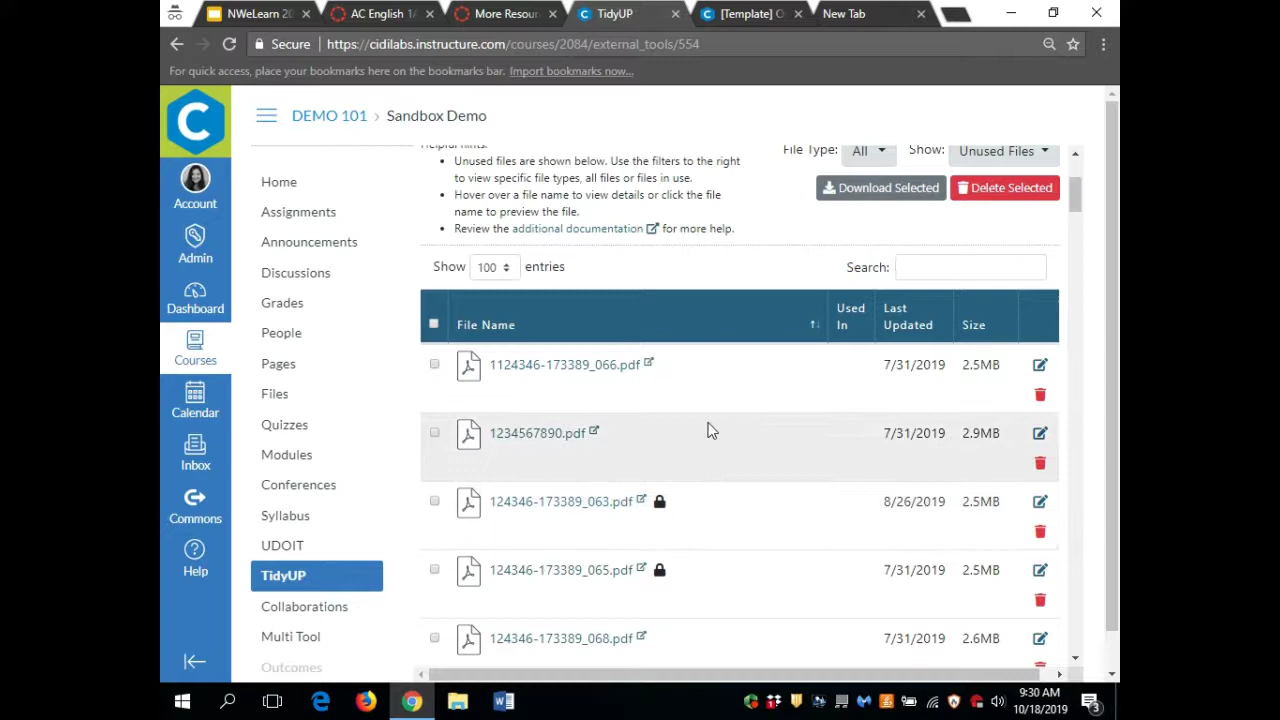 NWeLearn 20
AC English 1A
More Resour
TidyUP
[Template] O
New Tab
Secure
https://cidilabs.instructure.com/courses/2084/external_tools/554
For quick access, place your bookmarks here on the bookmarks bar. Import bookmarks now...
DEMO 101 > Sandbox Demo
Account
Admin
Dashboard
Courses
Calendar
Inbox
Commons
Help
Home
Assignments
Announcements
Discussions
Grades
People
Pages
Files
Quizzes
Modules
Conferences
Syllabus
UDOIT
TidyUP
Collaborations
Multi Tool
Outcomes
Helpful hints:
• Unused files are shown below. Use the filters to the right
to view specific file types, all files or files in use.
• Hover over a file name to view details or click the file
name to preview the file.
• Review the additional documentation for more help.
File Type: All Show: Unused Files
Download Selected Delete Selected
Show 100 entries
Search:
File Name Used In Last Updated Size
1124346-173389_066.pdf 7/31/2019 2.5MB
1234567890.pdf 7/31/2019 2.9MB
124346-173389_063.pdf 8/26/2019 2.5MB
124346-173389_065.pdf 7/31/2019 2.5MB
124346-173389_068.pdf 7/31/2019 2.6MB
9:30 AM
10/18/2019
3